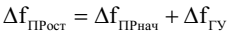 Δf_ПРост = Δf_ПРнач + Δf_ГУ